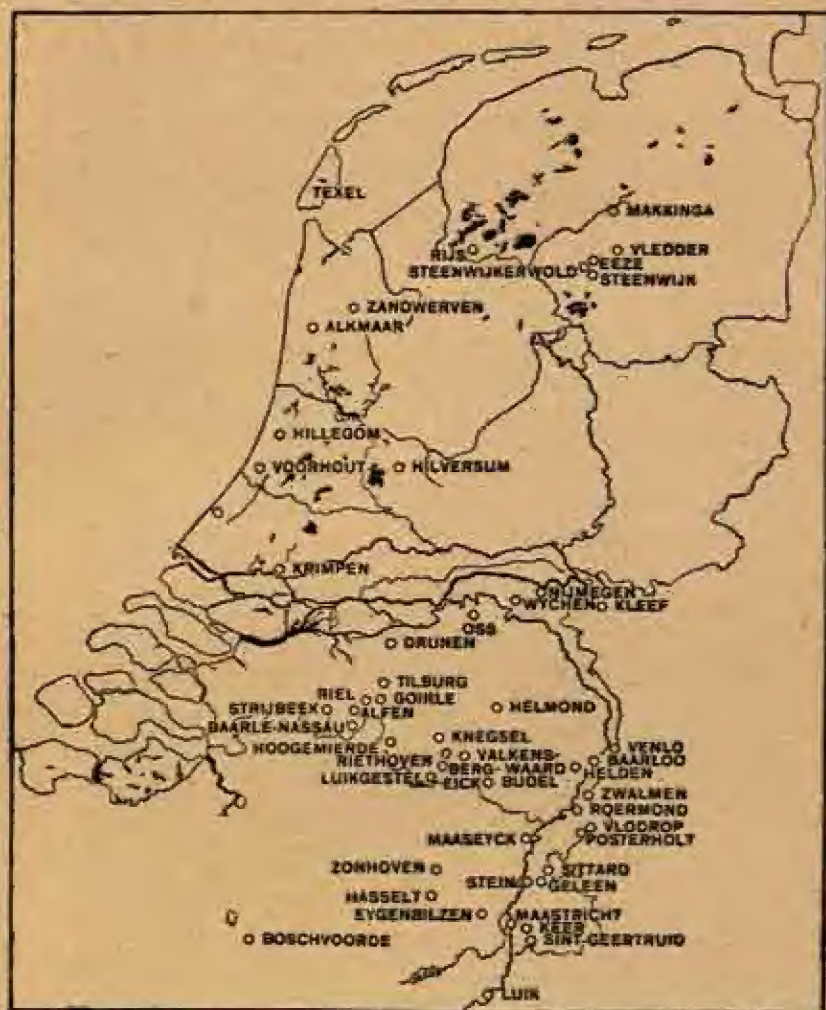 TEXEL
MAKKINGA
RIJS
VLEDDER
EEZE
STEENWIJKERWOLD
STEENWIJK
ZANDWERVEN
ALKMAAR
HILLEGOM
VOORHOUT
HILVERSUM
KRIMPEN
NIJMEGEN
WYCHEN
KLEEF
OSS
DRUNEN
TILBURG
RIEL
GOIRLE
STRIJBEEK
ALFEN
HELMOND
BAARLE-NASSAU
KNEGSEL
HOOGEMIERDE
VENLO
RIETHOVEN
VALKENS-
BAARLOO
BERG-WAARD
HELDEN
LUIKGESTEL
EICK
BUDEL
ZWALMEN
ROERMOND
VLODROP
MAASEYCK
POSTERHOLT
ZONHOVEN
SITTARD
STEIN
GELEEN
HASSELT
EYGENBILZEN
MAASTRICHT
KEER
BOSCHVOORDE
SINT-GEERTRUID
LUIK